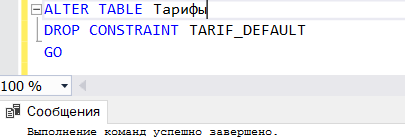 ALTER TABLE Тарифы
DROP CONSTRAINT TARIF_DEFAULT
GO
100 %
Сообщения
Выполнение команд успешно завершено.